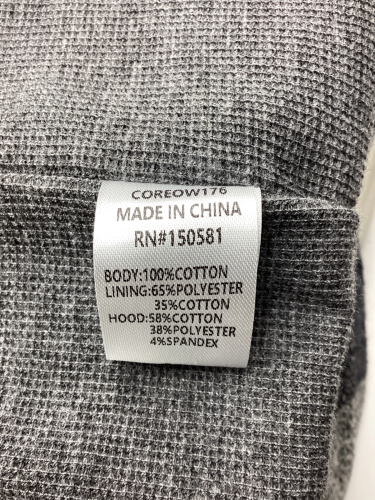 COREOW176
MADE IN CHINA
RN#150581
BODY:100%COTTON
LINING:65%POLYESTER
35%COTTON
HOOD:58%COTTON
38%POLYESTER
4%SPANDEX